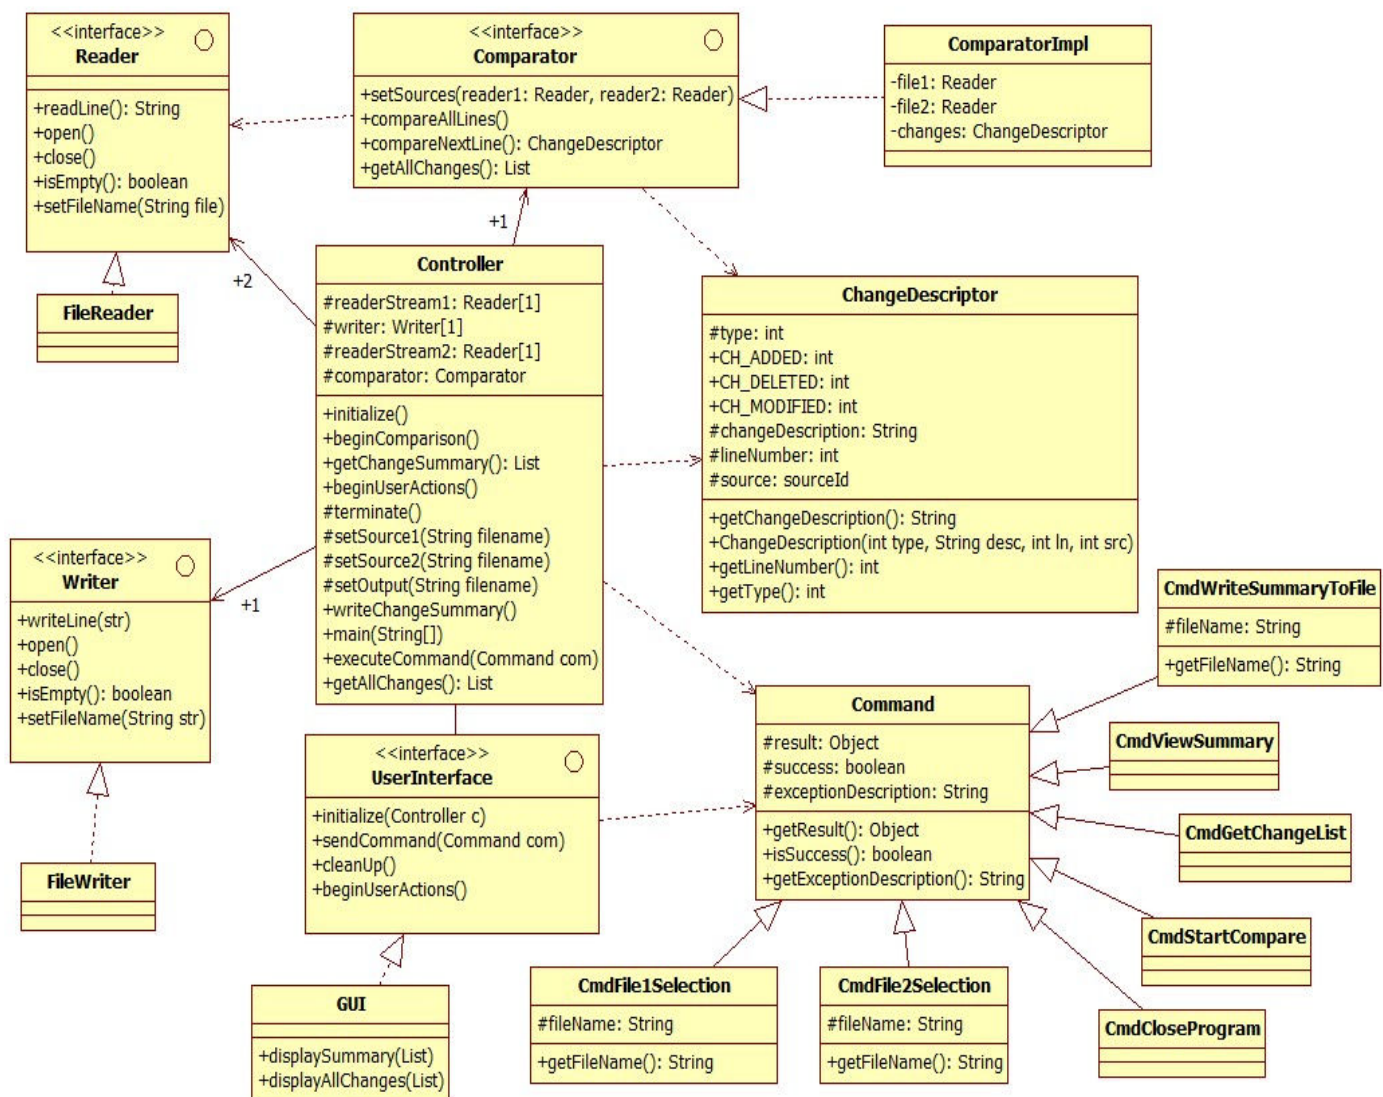 <<interface>>
Reader
+readLine(): String
+open()
+close()
+isEmpty(): boolean
+setFileName(String file)
<<interface>>
Comparator
+setSources(reader1: Reader, reader2: Reader)
+compareAllLines()
+compareNextLine(): ChangeDescriptor
+getAllChanges(): List
ComparatorImpl
-file1: Reader
-file2: Reader
-changes: ChangeDescriptor
+1
+2
FileReader
Controller
#readerStream1: Reader[1]
#writer: Writer[1]
#readerStream2: Reader[1]
#comparator: Comparator
+initialize()
+beginComparison()
+getChangeSummary(): List
+beginUserActions()
#terminate()
#setSource1(String filename)
#setSource2(String filename)
#setOutput(String filename)
+writeChangeSummary()
+main(String[])
+executeCommand(Command com)
+getAllChanges(): List
ChangeDescriptor
#type: int
+CH_ADDED: int
+CH_DELETED: int
+CH_MODIFIED: int
#changeDescription: String
#lineNumber: int
#source: sourceId
+getChangeDescription(): String
+ChangeDescription(int type, String desc, int ln, int src)
+getLineNumber(): int
+getType(): int
<<interface>>
Writer
+writeLine(str)
+open()
+close()
+isEmpty(): boolean
+setFileName(String str)
+1
FileWriter
<<interface>>
UserInterface
+initialize(Controller c)
+sendCommand(Command com)
+cleanUp()
+beginUserActions()
GUI
+displaySummary(List)
+displayAllChanges(List)
Command
#result: Object
#success: boolean
#exceptionDescription: String
+getResult(): Object
+isSuccess(): boolean
+getExceptionDescription(): String
CmdWriteSummaryToFile
#fileName: String
+getFileName(): String
CmdViewSummary
CmdGetChangeList
CmdStartCompare
CmdCloseProgram
CmdFile1Selection
#fileName: String
+getFileName(): String
CmdFile2Selection
#fileName: String
+getFileName(): String